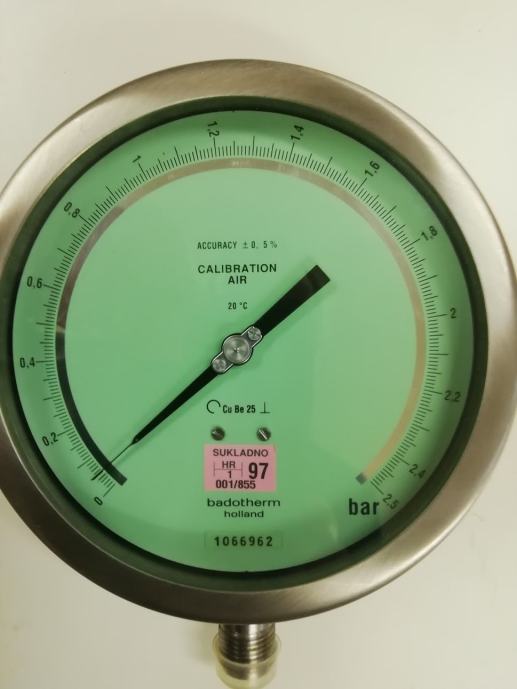 1,2
1,4
1
1,6
0,8
1,8
ACCURACY ± 0, 5 %
CALIBRATION
AIR
0,6
20 °C
2
0,4
2,2
Cu Be 25
0,2
SUKLADNO
HR
1
97
001/855
2,4
0
badotherm
bar
2,5
holland
1066962